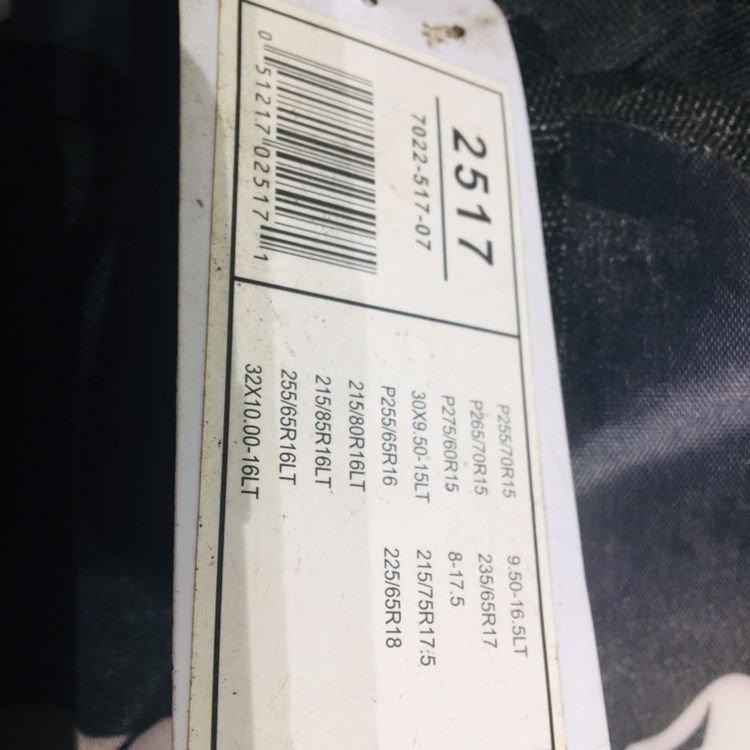 2517
7022-517-07
0 51217 02517 1
P255/70R15
P265/70R15
P275/60R15
30X9.50-15LT
P255/65R16
215/80R16LT
215/85R16LT
255/65R16LT
32X10.00-16LT
9.50-16.5LT
235/65R17
8-17.5
215/75R17.5
225/65R18